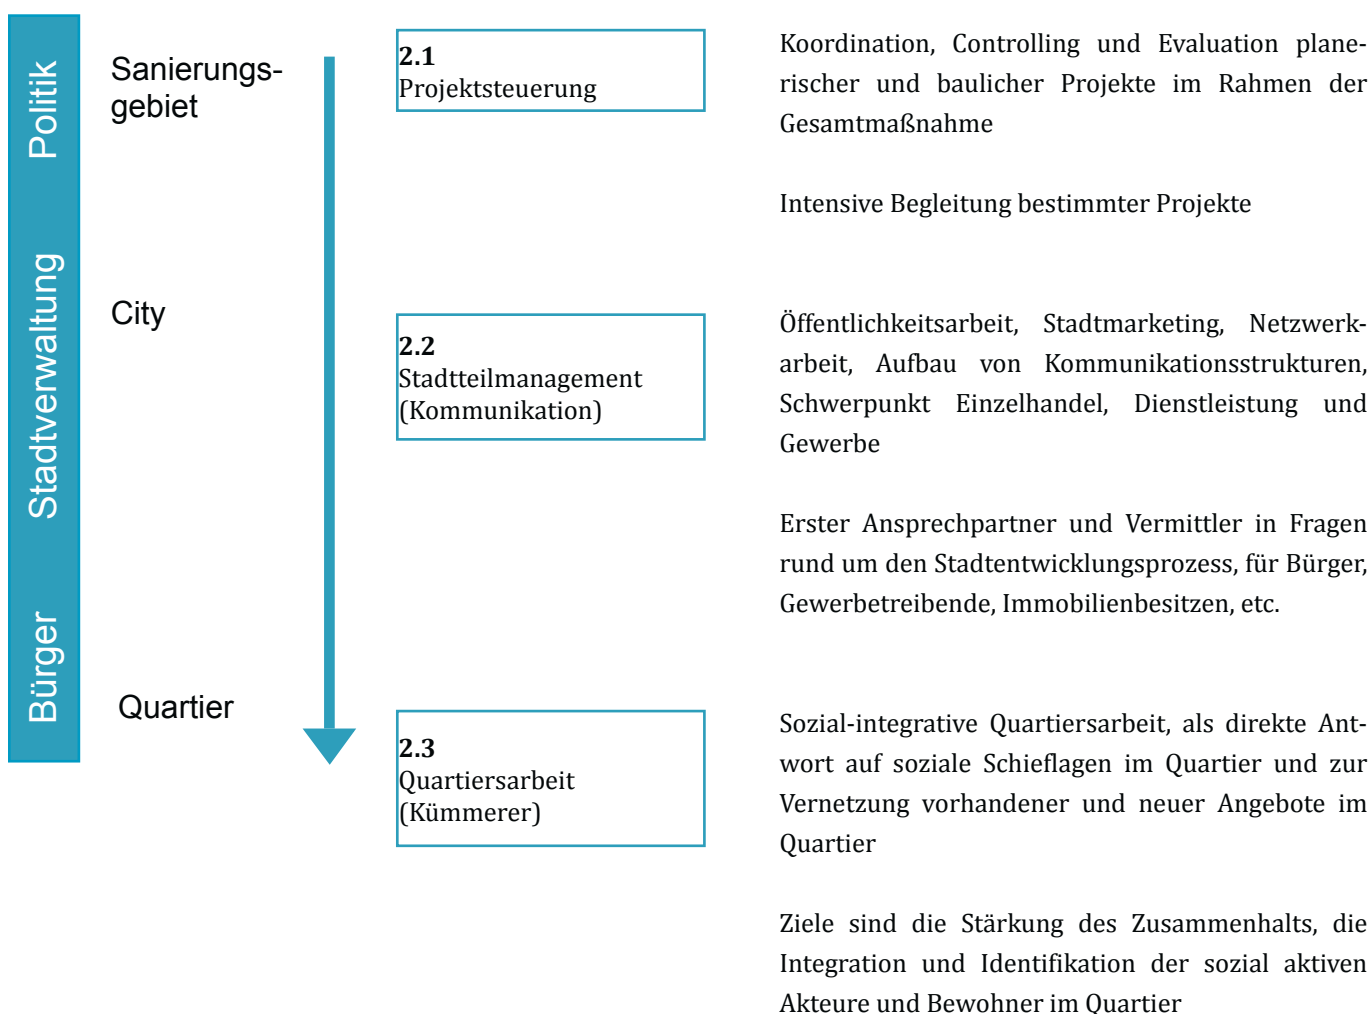 Politik
Stadtverwaltung
Bürger
Sanierungs-
gebiet
2.1
Projektsteuerung
Koordination, Controlling und Evaluation plane-
rischer und baulicher Projekte im Rahmen der
Gesamtmaßnahme
Intensive Begleitung bestimmter Projekte
City
2.2
Stadtteilmanagement
(Kommunikation)
Öffentlichkeitsarbeit, Stadtmarketing, Netzwerk-
arbeit, Aufbau von Kommunikationsstrukturen,
Schwerpunkt Einzelhandel, Dienstleistung und
Gewerbe
Erster Ansprechpartner und Vermittler in Fragen
rund um den Stadtentwicklungsprozess, für Bürger,
Gewerbetreibende, Immobilienbesitzen, etc.
Quartier
2.3
Quartiersarbeit
(Kümmerer)
Sozial-integrative Quartiersarbeit, als direkte Ant-
wort auf soziale Schieflagen im Quartier und zur
Vernetzung vorhandener und neuer Angebote im
Quartier
Ziele sind die Stärkung des Zusammenhalts, die
Integration und Identifikation der sozial aktiven
Akteure und Bewohner im Quartier